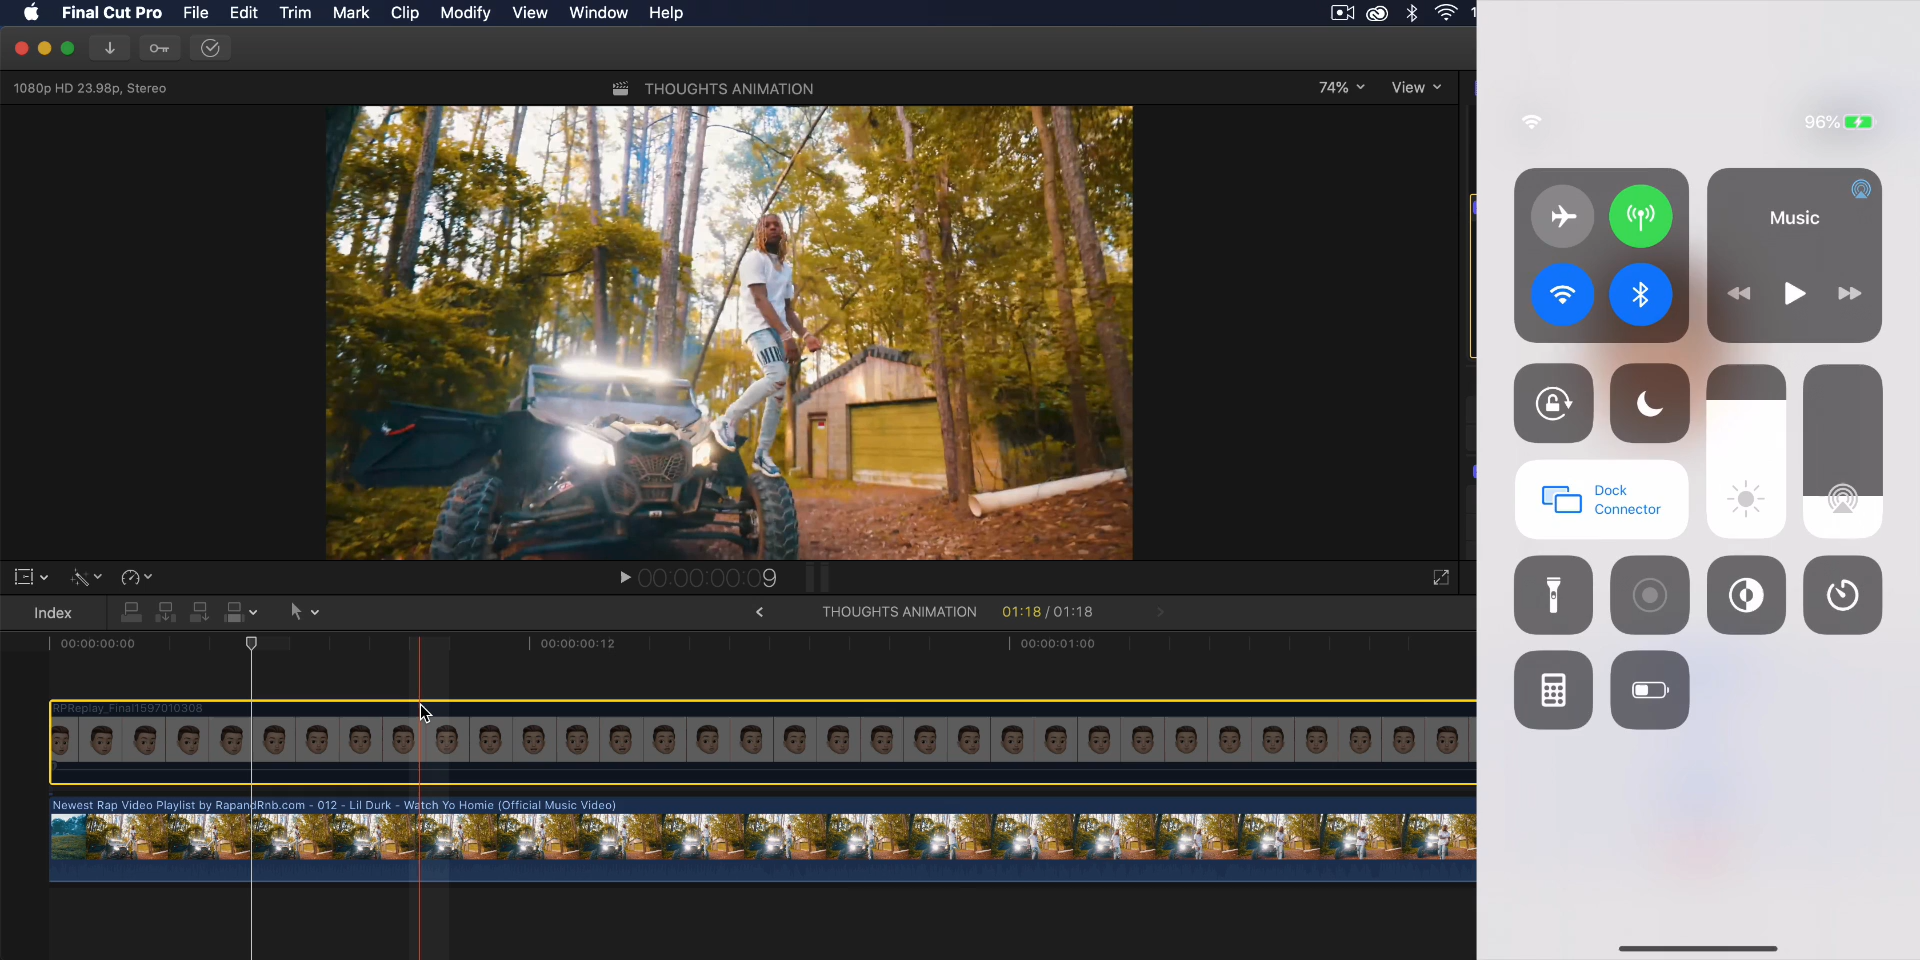 Final Cut Pro File Edit Trim Mark Clip Modify View Window Help
1080p HD 23.98p, Stereo
THOUGHTS ANIMATION
74%
View
00:00:00:09
Index
THOUGHTS ANIMATION
01:18 / 01:18
00:00:00:00
00:00:00:12
00:00:01:00
RPReplay_Final1597010308
Newest Rap Video Playlist by RapandRnb.com - 012 - Lil Durk - Watch Yo Homie (Official Music Video)
96%
Music
Dock
Connector